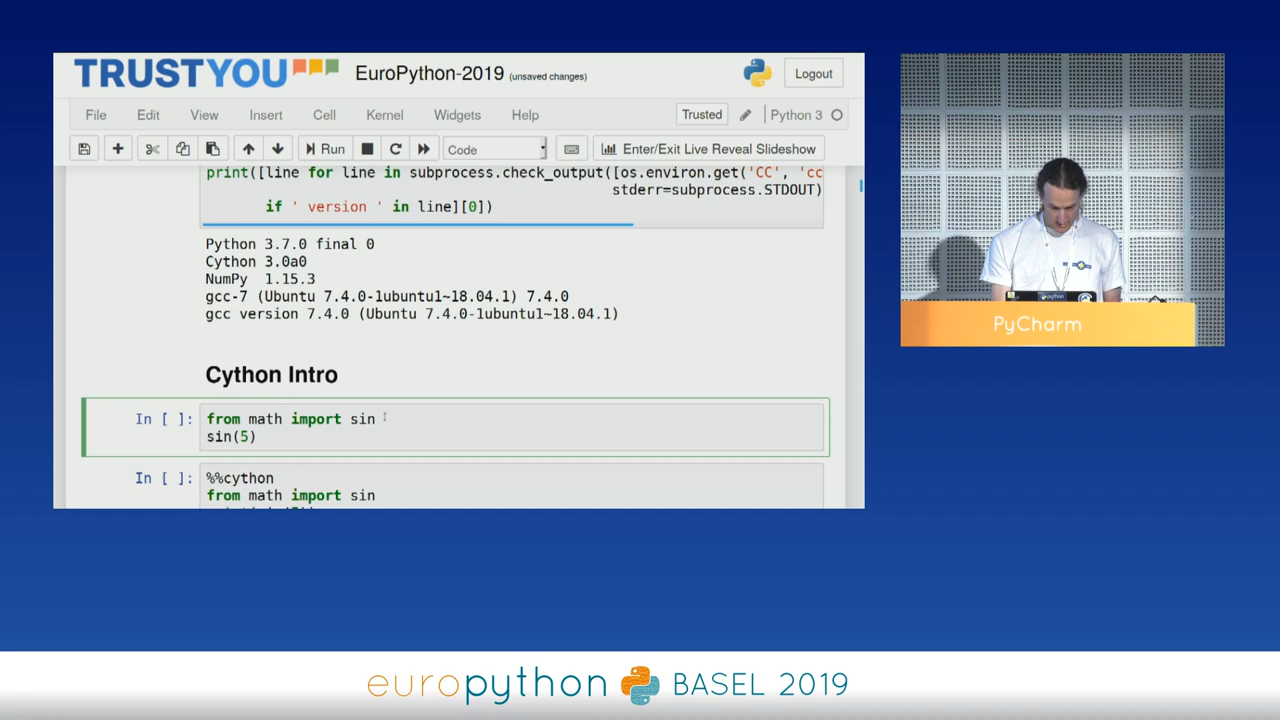 TRUSTYOU
EuroPython-2019 (unsaved changes)
Logout
File Edit View Insert Cell Kernel Widgets Help
Trusted
Python 3
Run
Code
Enter/Exit Live Reveal Slideshow
print([line for line in subprocess.check_output([os.environ.get('CC', 'cc
stderr=subprocess.STDOUT)
if ' version ' in line][0])
Python 3.7.0 final 0
Cython 3.0a0
NumPy 1.15.3
gcc-7 (Ubuntu 7.4.0-1ubuntu1~18.04.1) 7.4.0
gcc version 7.4.0 (Ubuntu 7.4.0-1ubuntu1~18.04.1)
Cython Intro
In [ ]: from math import sin
sin(5)
In [ ]: %%cython
from math import sin
python
PyCharm
europython BASEL 2019